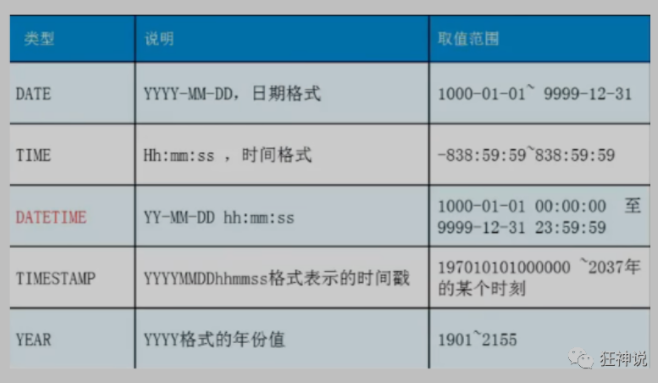 类型 说明 取值范围
DATE YYYY-MM-DD，日期格式 1000-01-01~ 9999-12-31
TIME Hh:mm:ss ，时间格式 -838:59:59~838:59:59
DATETIME YY-MM-DD hh:mm:ss 1000-01-01 00:00:00 至
9999-12-31 23:59:59
TIMESTAMP YYYYMMDDhhmmss格式表示的时间戳 197010101000000 ~2037年
的某个时刻
YEAR YYYY格式的年份值 1901~2155
狂神说